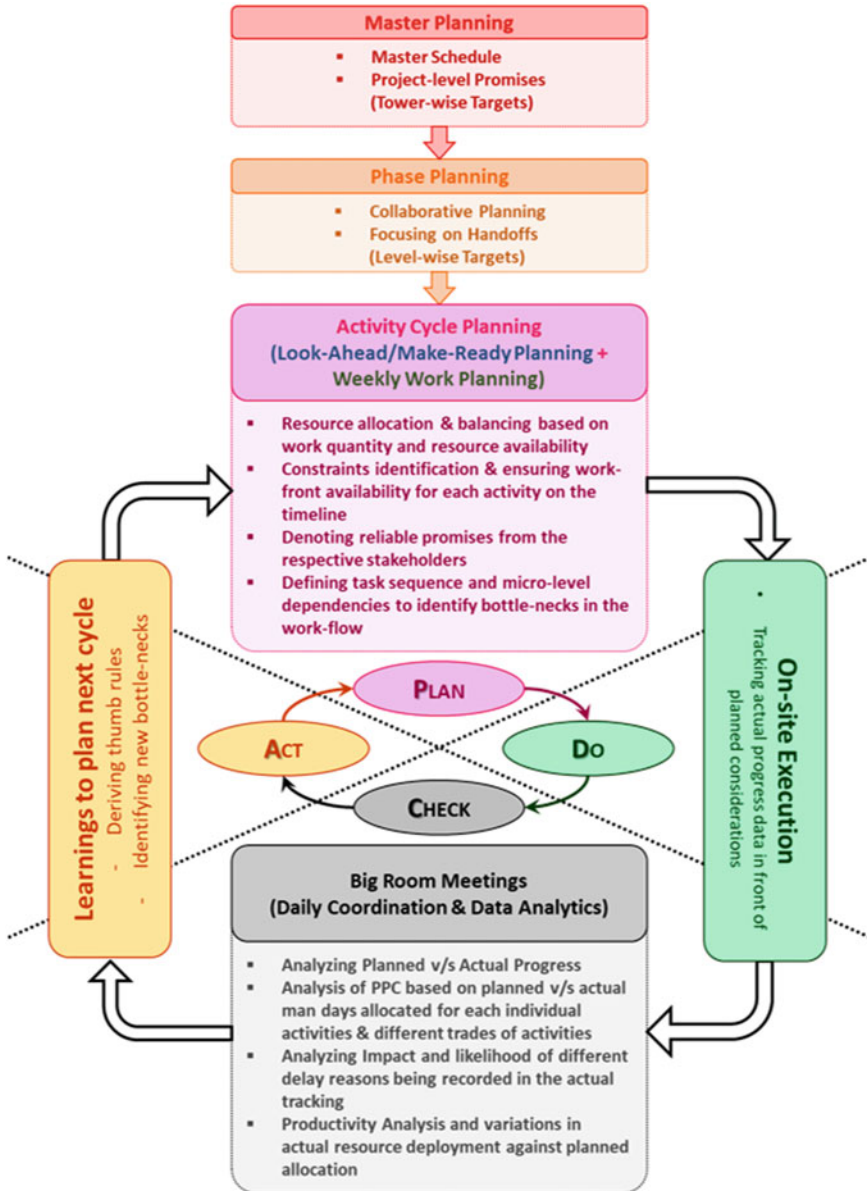 Master Planning
▪ Master Schedule
▪ Project-level Promises
(Tower-wise Targets)
Phase Planning
▪ Collaborative Planning
▪ Focusing on Handoffs
(Level-wise Targets)
Activity Cycle Planning
(Look-Ahead/Make-Ready Planning +
Weekly Work Planning)
▪ Resource allocation & balancing based on
work quantity and resource availability
▪ Constraints identification & ensuring work-
front availability for each activity on the
timeline
▪ Denoting reliable promises from the
respective stakeholders
▪ Defining task sequence and micro-level
dependencies to identify bottle-necks in the
work-flow
Learnings to plan next cycle
- Deriving thumb rules
- Identifying new bottle-necks
PLAN
ACT
DO
CHECK
On-site Execution
• Tracking actual progress data in front of
planned considerations
Big Room Meetings
(Daily Coordination & Data Analytics)
▪ Analyzing Planned v/s Actual Progress
▪ Analysis of PPC based on planned v/s actual
man days allocated for each individual
activities & different trades of activities
▪ Analyzing Impact and likelihood of different
delay reasons being recorded in the actual
tracking
▪ Productivity Analysis and variations in
actual resource deployment against planned
allocation